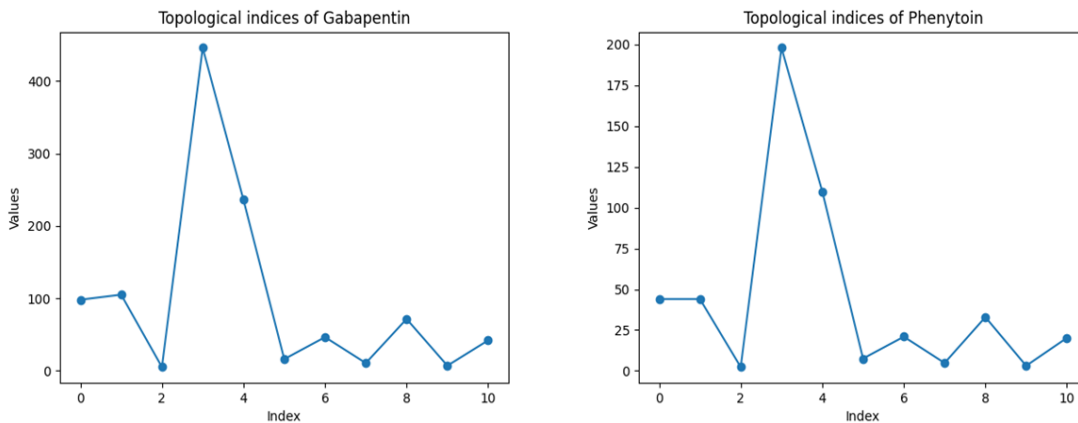 Topological indices of Gabapentin
400
300
200
100
0
Values
0 2 4 6 8 10
Index
Topological indices of Phenytoin
200
175
150
125
100
75
50
25
0
Values
0 2 4 6 8 10
Index